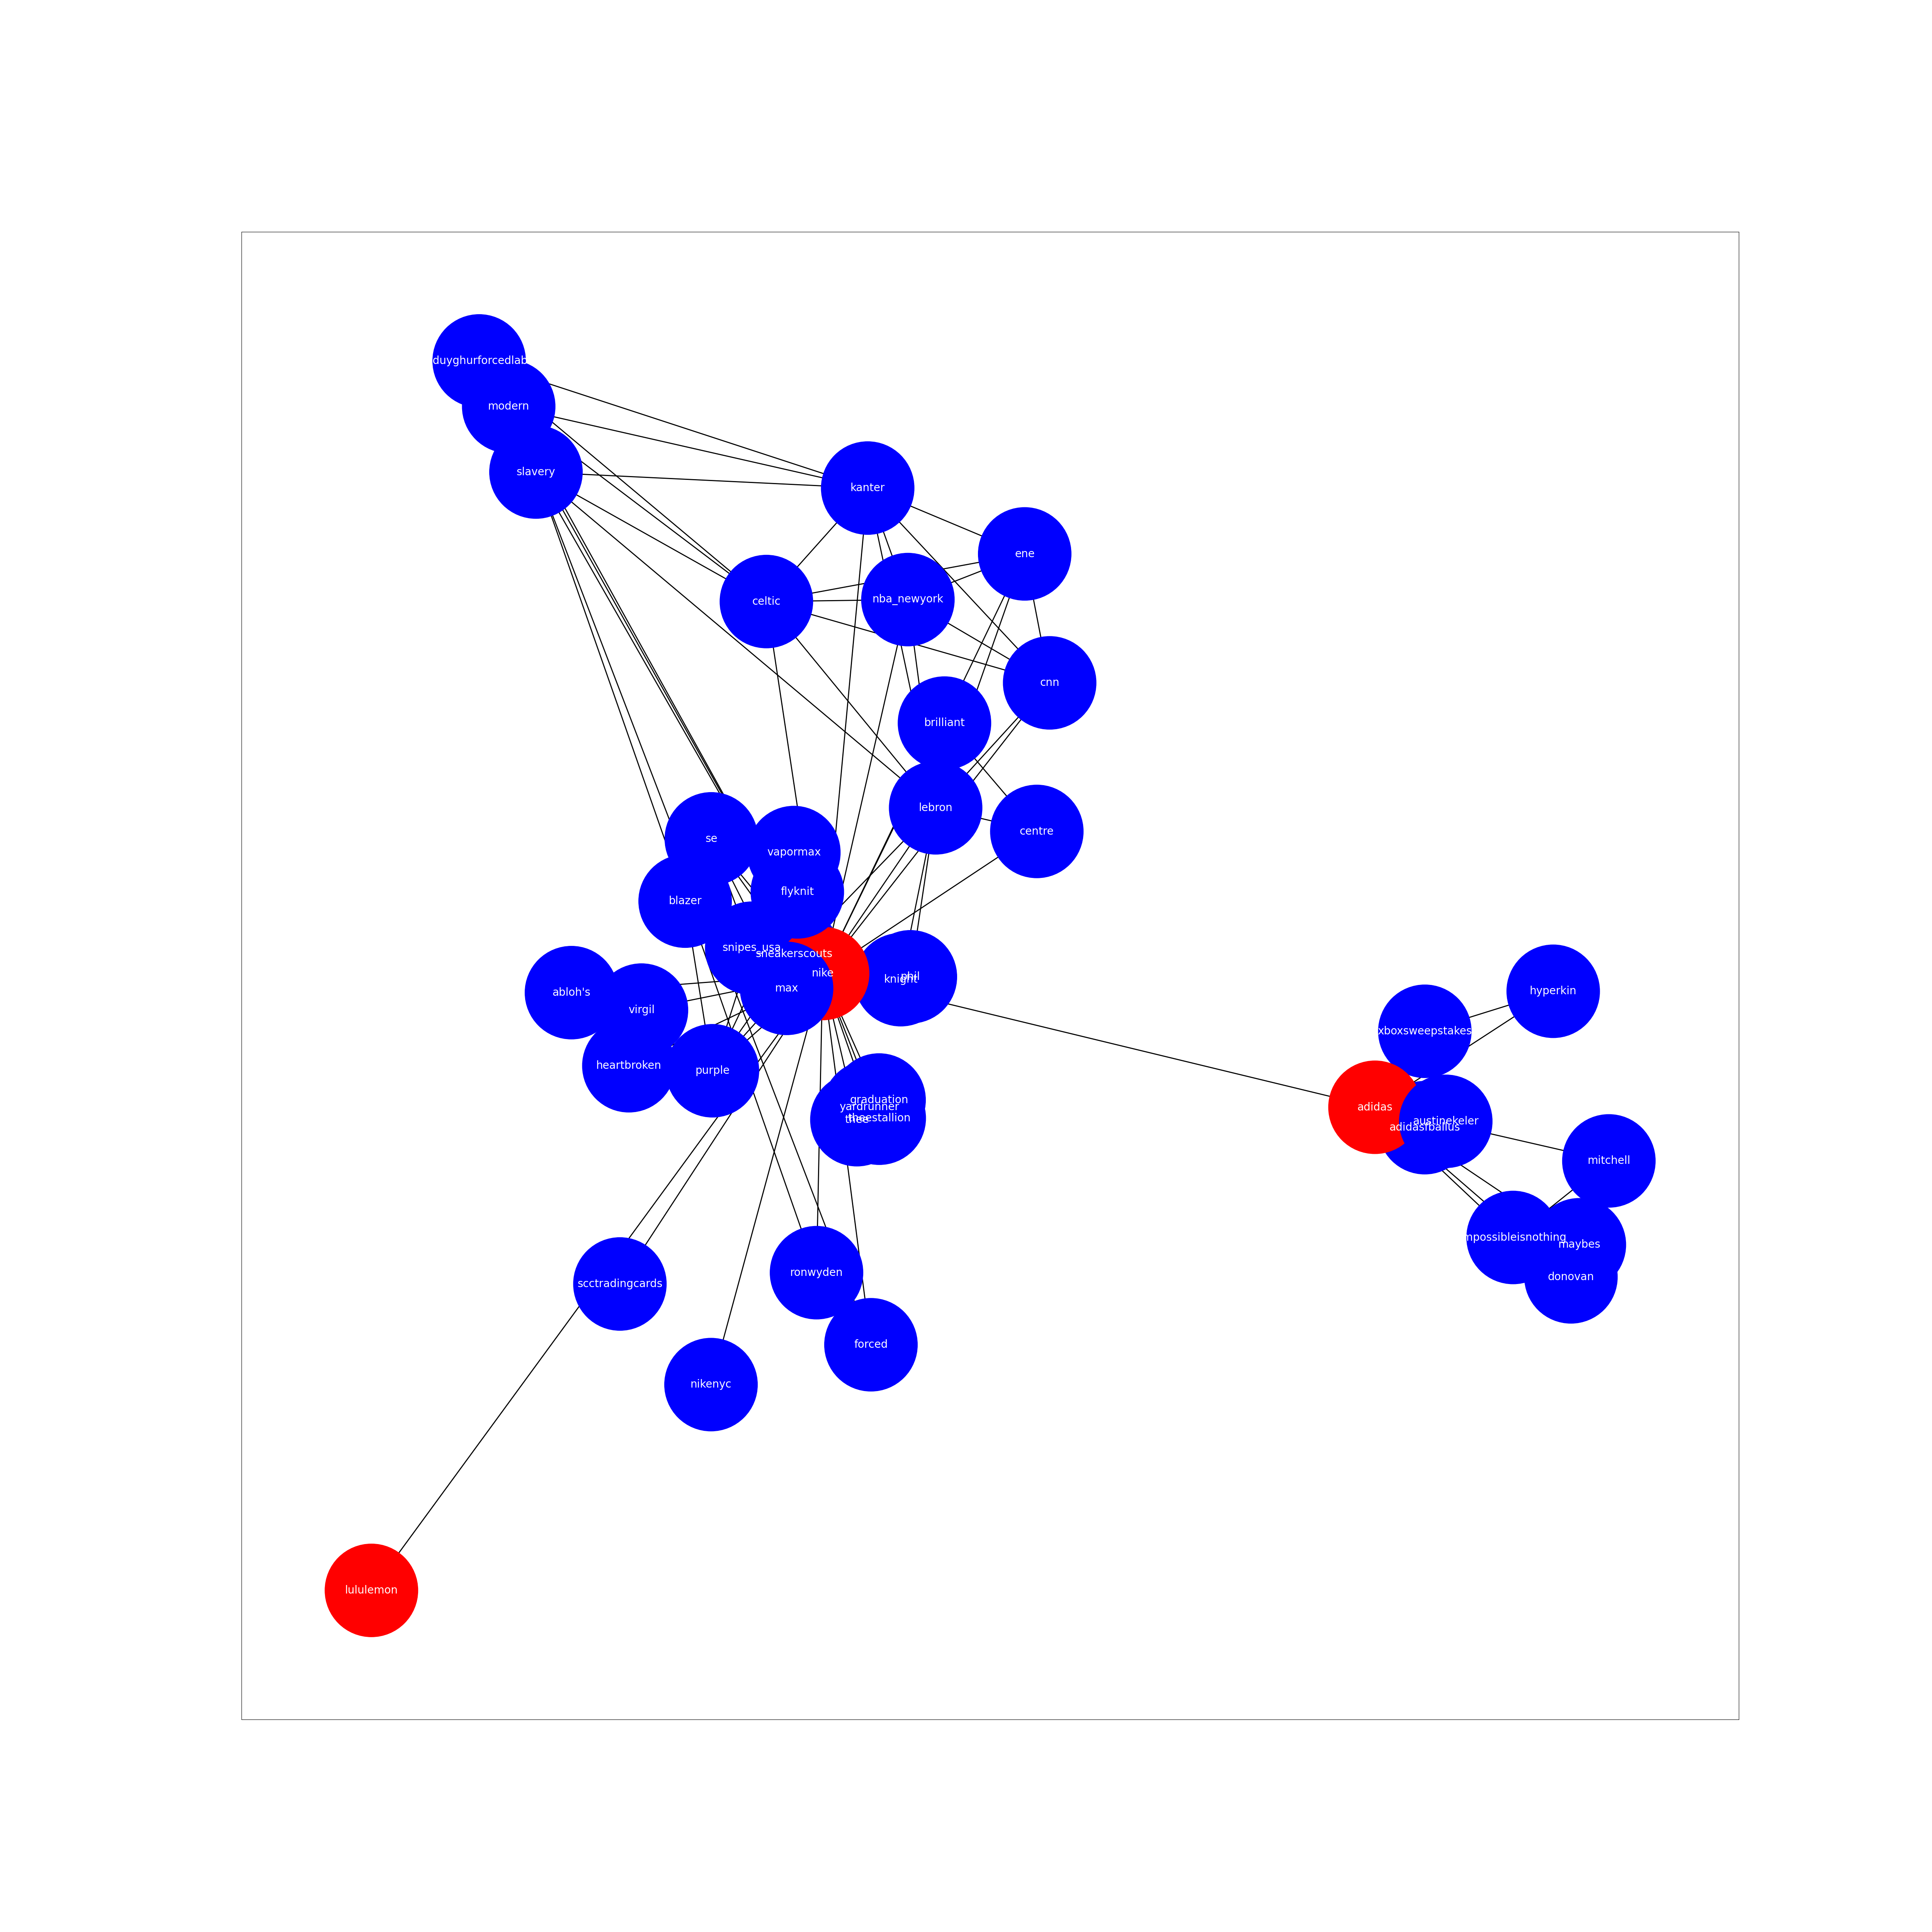 duyghurforcedlab
modern
slavery
kanter
ene
celtic
nba_newyork
cnn
brilliant
lebron
centre
se
vapormax
flyknit
blazer
snipes_usa
sneakerscouts
nike
max
phil
knight
abloh's
virgil
heartbroken
purple
graduation
yardrunner
theestallion
thee
hyperkin
xboxsweepstakes
adidas
austinekeler
adidasfballus
mitchell
mpossibleisnothing
maybes
donovan
scctradingcards
ronwyden
forced
nikenyc
lululemon